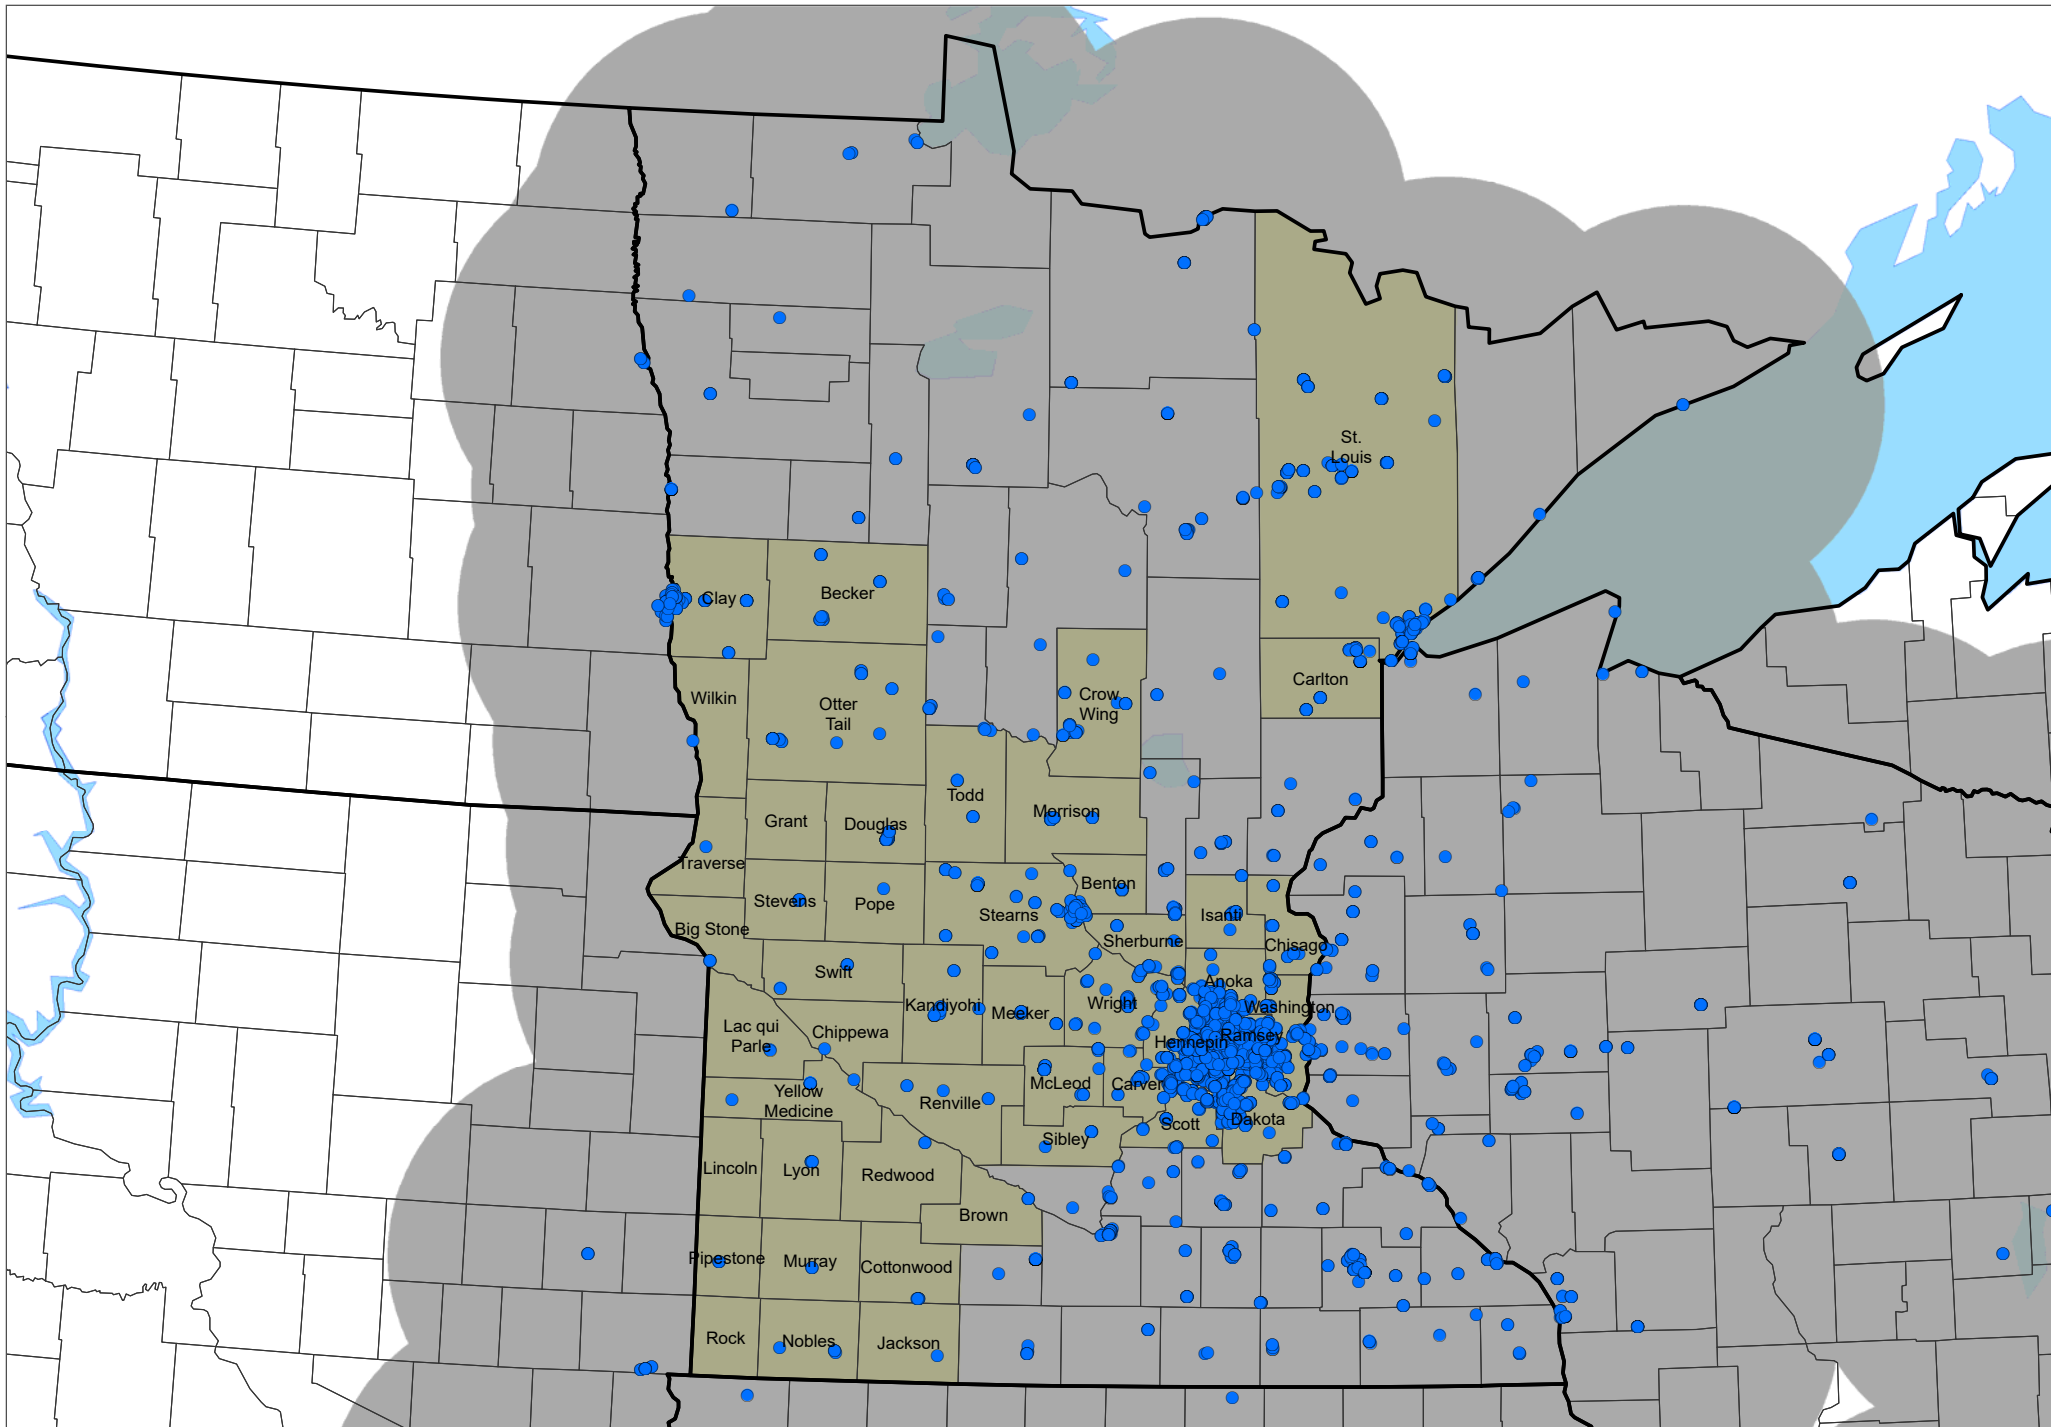 St.
Louis
Clay
Becker
Carlton
Wilkin
Otter
Tail
Crow
Wing
Todd
Morrison
Grant
Douglas
Traverse
Benton
Stevens
Pope
Stearns
Isanti
Big Stone
Sherburne
Chisago
Swift
Anoka
Kandiyohi
Wright
Washington
Meeker
Lac qui
Parle
Chippewa
Hennepin
Ramsey
McLeod
Carver
Yellow
Medicine
Renville
Scott
Dakota
Sibley
Lincoln
Lyon
Redwood
Brown
Pipestone
Murray
Cottonwood
Rock
Nobles
Jackson